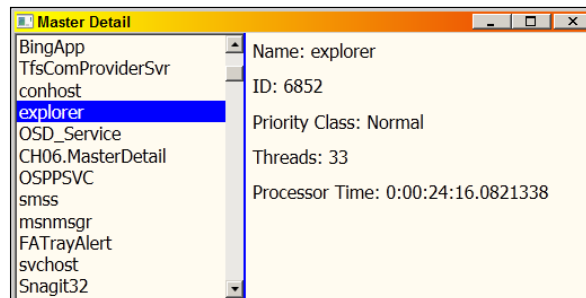 Master Detail
BingApp
TfsComProviderSvr
conhost
explorer
OSD_Service
CH06.MasterDetail
OSPPSVC
smss
msnmsgr
FATrayAlert
svchost
Snagit32
Name: explorer
ID: 6852
Priority Class: Normal
Threads: 33
Processor Time: 0:00:24:16.0821338